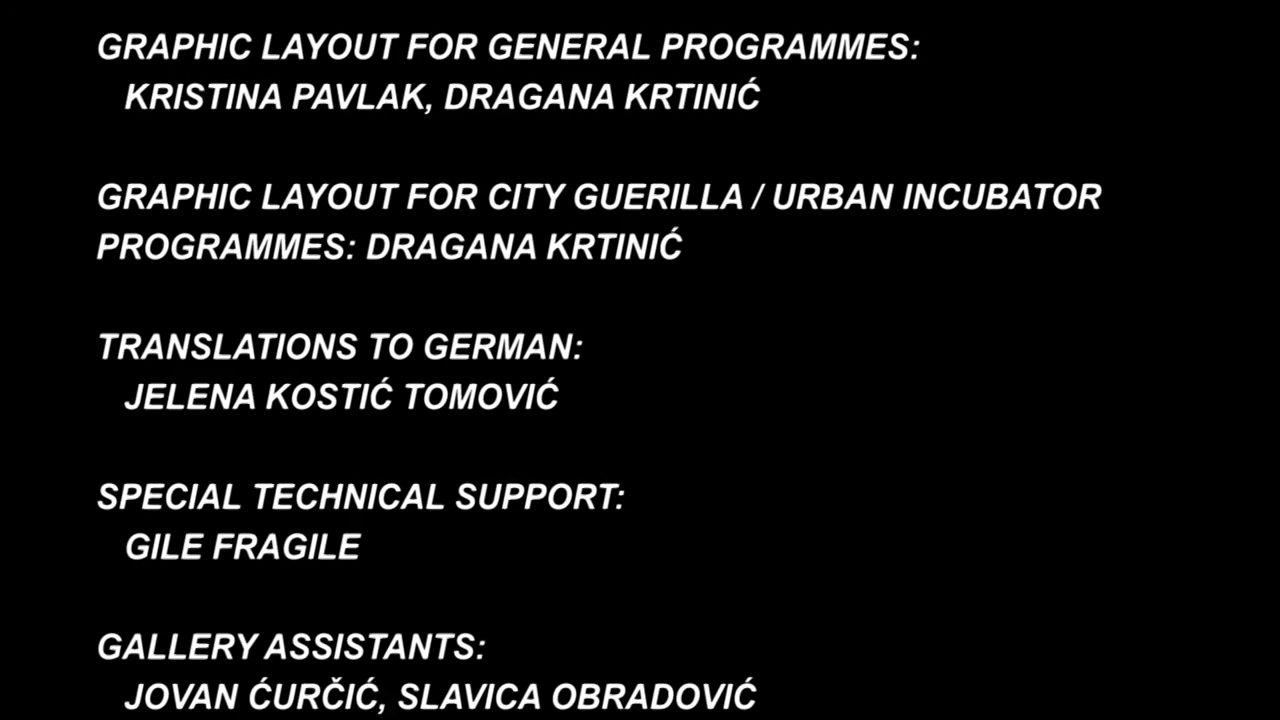 GRAPHIC LAYOUT FOR GENERAL PROGRAMMES:
KRISTINA PAVLAK, DRAGANA KRTINIĆ
GRAPHIC LAYOUT FOR CITY GUERILLA / URBAN INCUBATOR
PROGRAMMES: DRAGANA KRTINIĆ
TRANSLATIONS TO GERMAN:
JELENA KOSTIĆ TOMOVIĆ
SPECIAL TECHNICAL SUPPORT:
GILE FRAGILE
GALLERY ASSISTANTS:
JOVAN ĆURČIĆ, SLAVICA OBRADOVIĆ